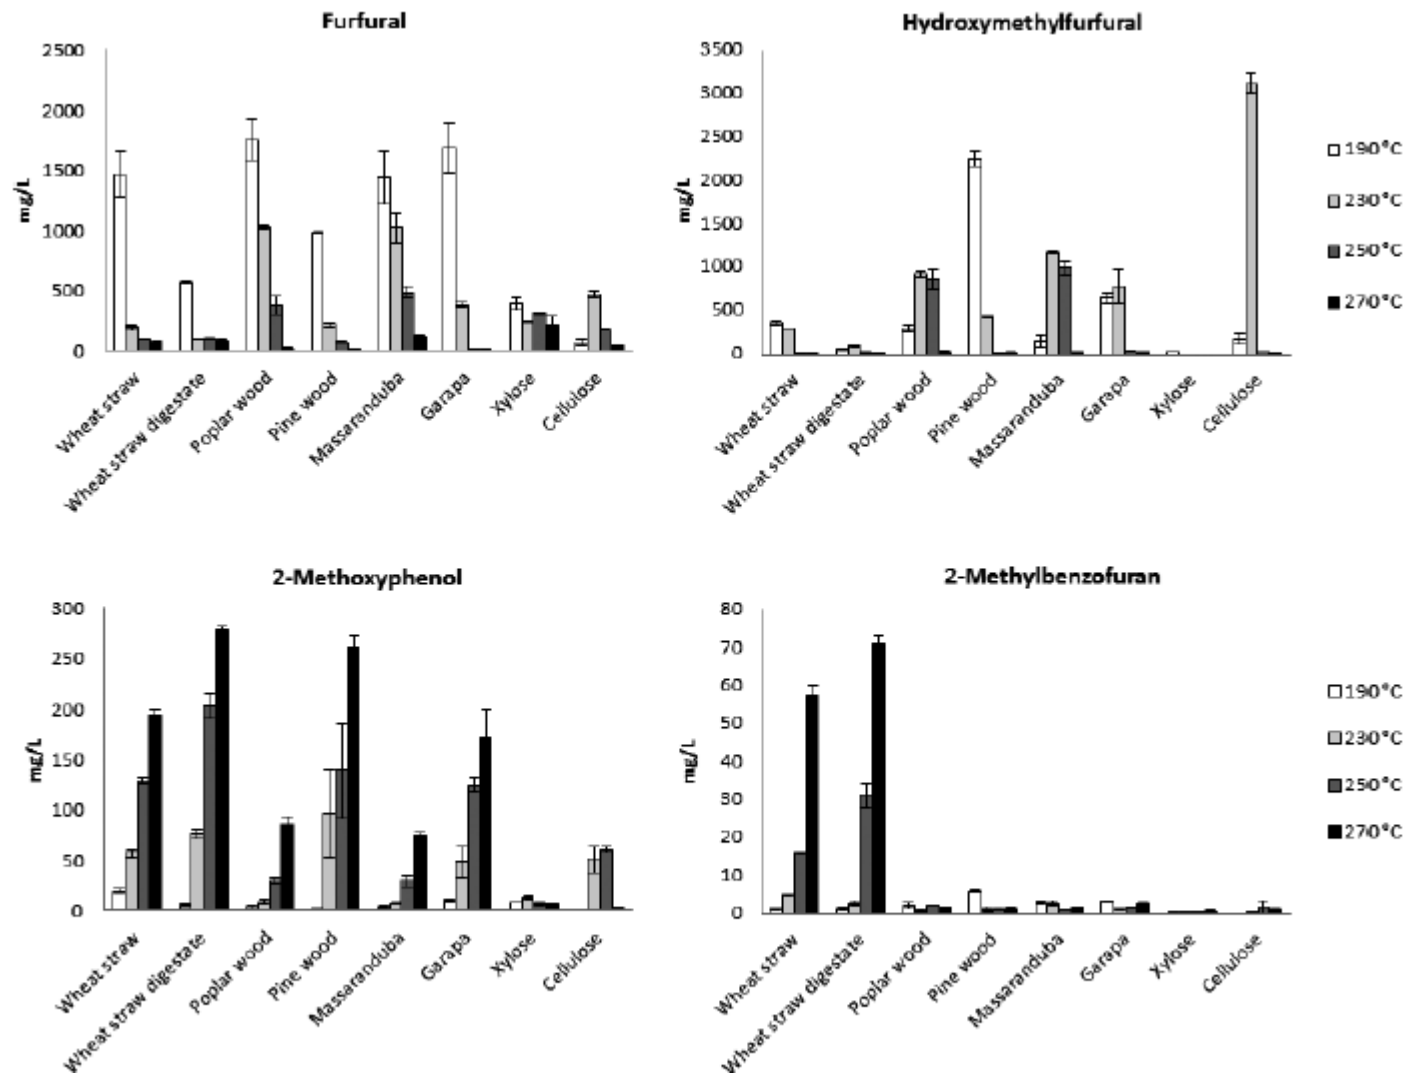 Furfural
2500
2000
1500
1000
500
0
mg/L
Wheat straw
Wheat straw digestate
Poplar wood
Pine wood
Massaranduba
Garapa
Xylose
Cellulose
Hydroxymethylfurfural
3500
3000
2500
2000
1500
1000
500
0
mg/L
Wheat straw
Wheat straw digestate
Poplar wood
Pine wood
Massaranduba
Garapa
Xylose
Cellulose
190°C
230°C
250°C
270°C
2-Methoxyphenol
300
250
200
150
100
50
0
mg/L
Wheat straw
Wheat straw digestate
Poplar wood
Pine wood
Massaranduba
Garapa
Xylose
Cellulose
2-Methylbenzofuran
80
70
60
50
40
30
20
10
0
mg/L
Wheat straw
Wheat straw digestate
Poplar wood
Pine wood
Massaranduba
Garapa
Xylose
Cellulose
190°C
230°C
250°C
270°C